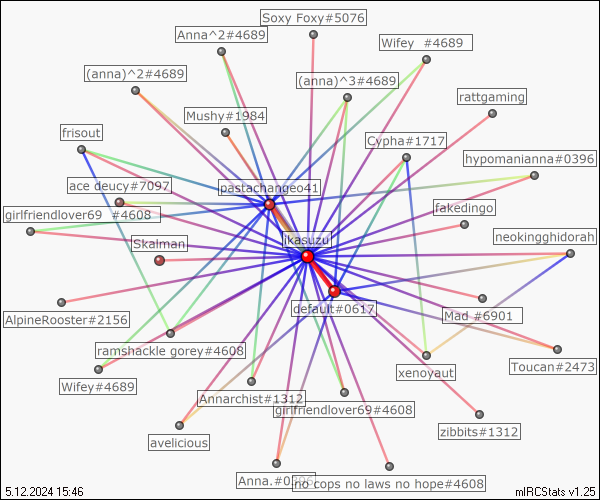 Soxy Foxy#5076
Anna^2#4689
Wifey #4689
(anna)^2#4689
(anna)^3#4689
rattgaming
Mushy#1984
frisout
Cypha#1717
hypomanianna#0396
ace deucy#7097
pastachangeo41
girlfriendlover69 #4608
fakedingo
Skalman
ikasuzu
neokingghidorah
AlpineRooster#2156
default#0617
Mad #6901
ramshackle gorey#4608
Toucan#2473
Wifey#4689
xenoyaut
Annarchist#1312
girlfriendlover69#4608
zibbits#1312
avelicious
no cops no laws no hope#4608
5.12.2024 15:46
mIRCStats v1.25